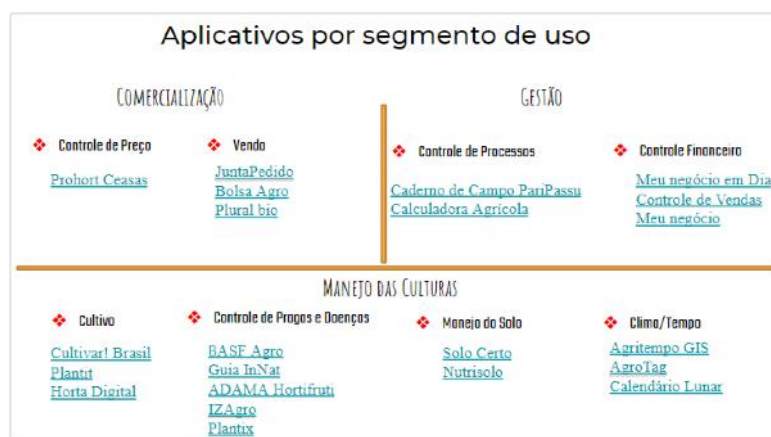 Aplicativos por segmento de uso
COMERCIALIZAÇÃO
Controle de Preço
Prohort Ceasas
Venda
JuntaPedido
Bolsa Agro
Plural bio
GESTÃO
Controle de Processos
Caderno de Campo PariPassu
Calculadora Agrícola
Controle Financeiro
Meu negócio em Dia
Controle de Vendas
Meu negócio
MANEJO DAS CULTURAS
Cultivo
Cultivar! Brasil
Plantit
Horta Digital
Controle de Pragas e Doenças
BASF Agro
Guia InNat
ADAMA Hortifruti
IZAgro
Plantix
Manejo do Solo
Solo Certo
Nutrisolo
Clima/Tempo
Agritempo GIS
AgroTag
Calendário Lunar